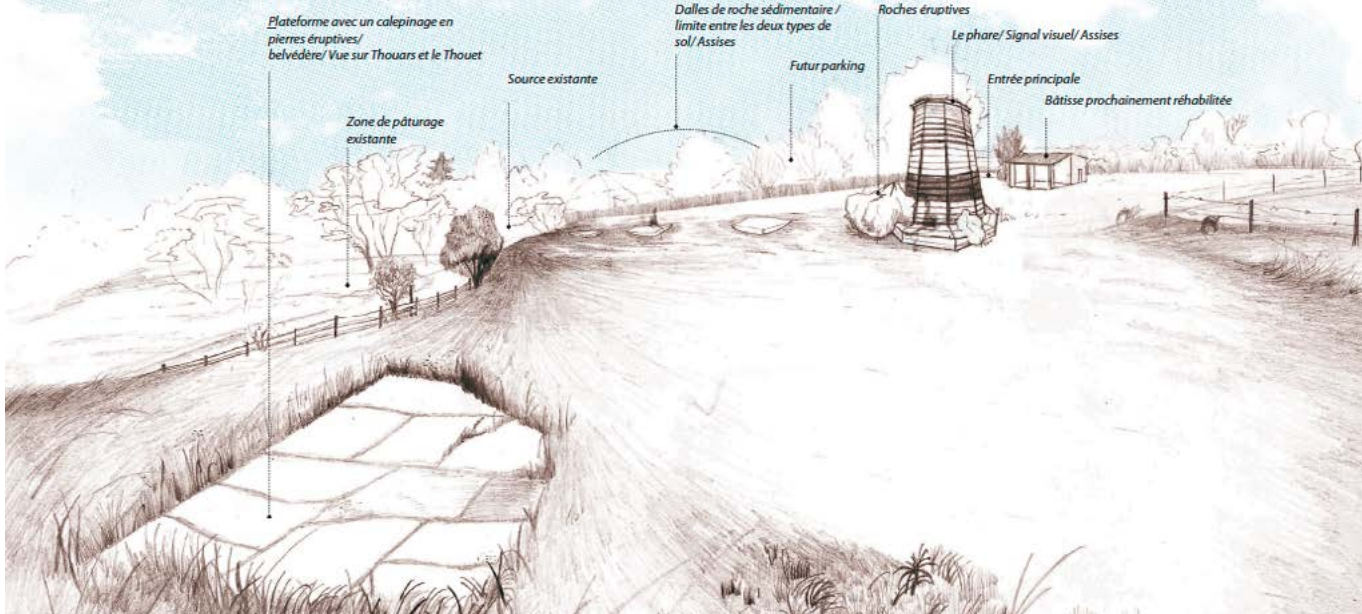 Plateforme avec un calepinage en
pierres éruptives/
belvédère/ Vue sur Thouars et le Thouet
Zone de pâturage
existante
Source existante
Dalles de roche sédimentaire /
limite entre les deux types de
sol/ Assises
Futur parking
Roches éruptives
Le phare/ Signal visuel/ Assises
Entrée principale
Bâtisse prochainement réhabilitée